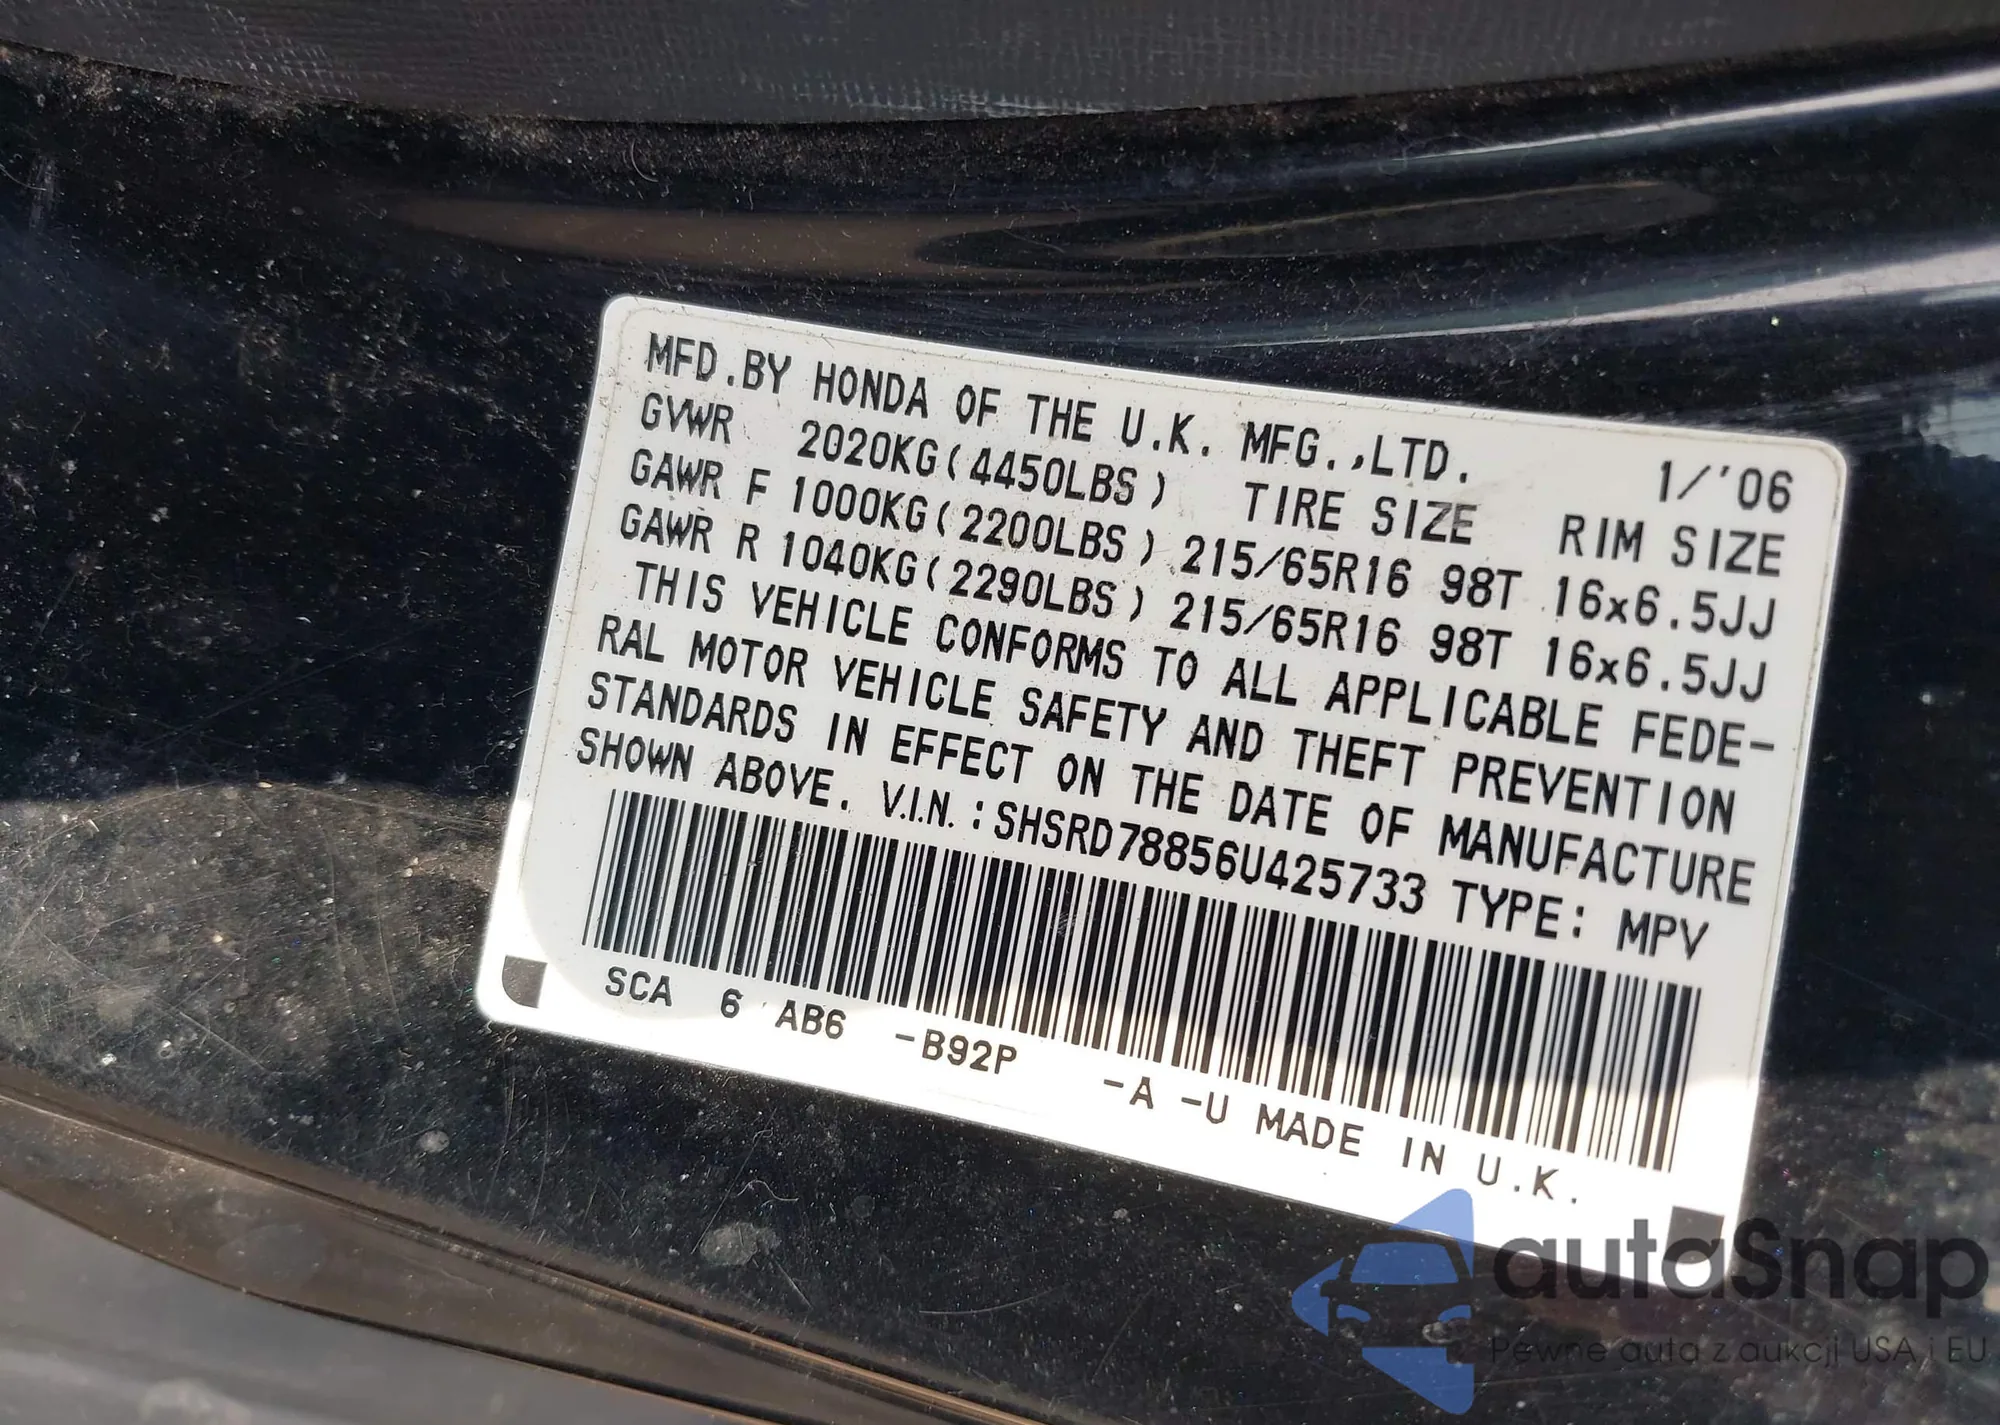 MFD.BY HONDA OF THE U.K. MFG.,LTD. 1/'06
GVWR 2020KG(4450LBS) TIRE SIZE RIM SIZE
GAWR F 1000KG(2200LBS) 215/65R16 98T 16x6.5JJ
GAWR R 1040KG(2290LBS) 215/65R16 98T 16x6.5JJ
THIS VEHICLE CONFORMS TO ALL APPLICABLE FEDE-
RAL MOTOR VEHICLE SAFETY AND THEFT PREVENTION
STANDARDS IN EFFECT ON THE DATE OF MANUFACTURE
SHOWN ABOVE. V.I.N.:SHSRD78856U425733 TYPE: MPV
SCA 6 AB6 -B92P -A -U MADE IN U.K.
autaSnap
Pewne auta z aukcji USA i EU